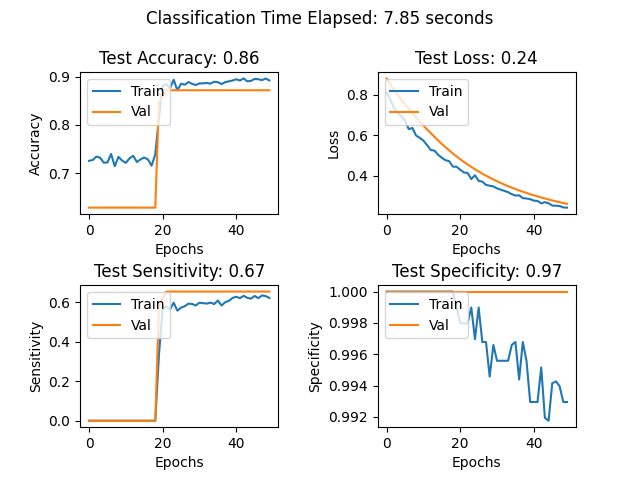 Classification Time Elapsed: 7.85 seconds
Test Accuracy: 0.86
Test Loss: 0.24
0.9
0.8
0.7
Accuracy
Train
Val
0
20
40
Epochs
0.8
0.6
0.4
Loss
Train
Val
0
20
40
Epochs
Test Sensitivity: 0.67
Test Specificity: 0.97
0.6
0.4
0.2
0.0
Sensitivity
Train
Val
0
20
40
Epochs
1.000
0.998
0.996
0.994
0.992
Specificity
Train
Val
0
20
40
Epochs